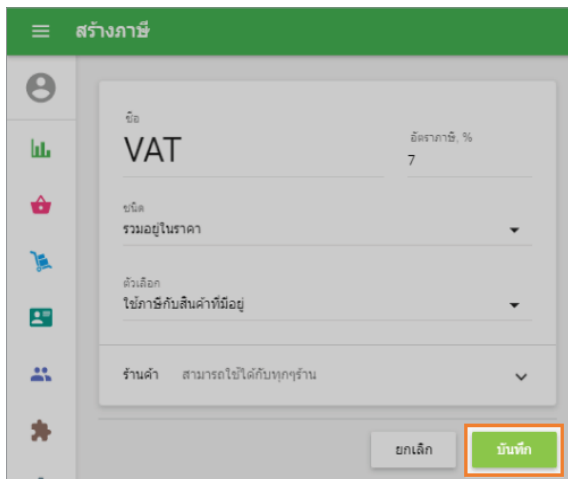 สร้างภาษี
ชื่อ
VAT
อัตราภาษี, %
7
ชนิด
รวมอยู่ในราคา
ตัวเลือก
ใช้ภาษีกับสินค้าที่มีอยู่
ร้านค้า สามารถใช้ได้กับทุกๆร้าน
ยกเลิก บันทึก